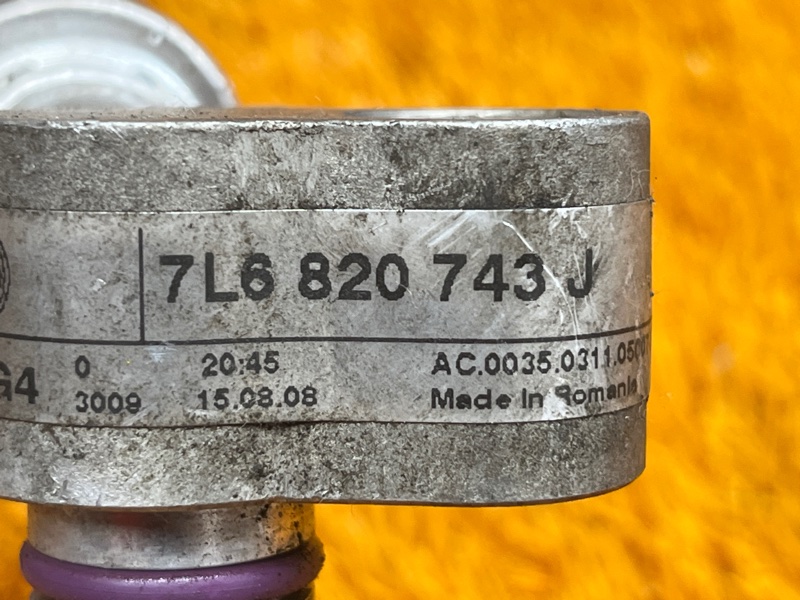 7L6 820 743 J
G4 0 20:45 AC.0035.0311.0500
3009 15.08.08 Made in Romania